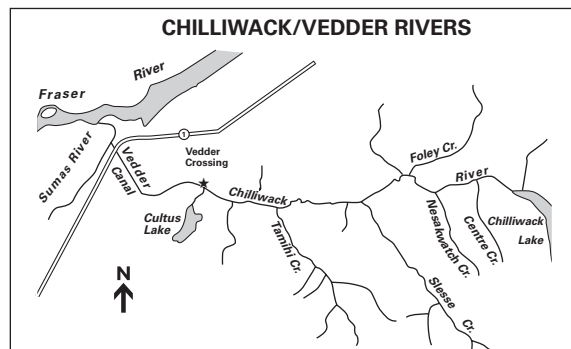 CHILLIWACK/VEDDER RIVERS
Fraser
River
1
Sumas River
Vedder
Canal
Vedder
Crossing
Cultus
Lake
Chilliwack
River
Foley Cr.
Tamihi Cr.
Nesakwatch Cr.
Centre Cr.
Chilliwack
Lake
Slesse
Cr.
N